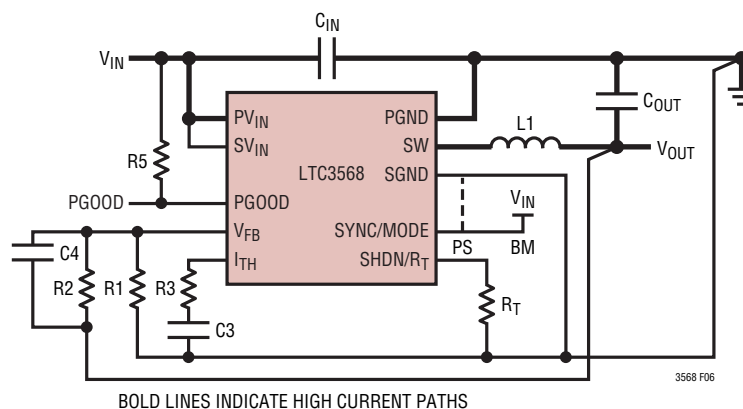 C_IN
V_IN
C_OUT
PV_IN
PGND
L1
SV_IN
SW
V_OUT
R5
LTC3568
SGND
PGOOD
PGOOD
V_IN
V_FB
SYNC/MODE
C4
I_TH
PS
BM
SHDN/R_T
R2
R1
R3
R_T
C3
3568 F06
BOLD LINES INDICATE HIGH CURRENT PATHS